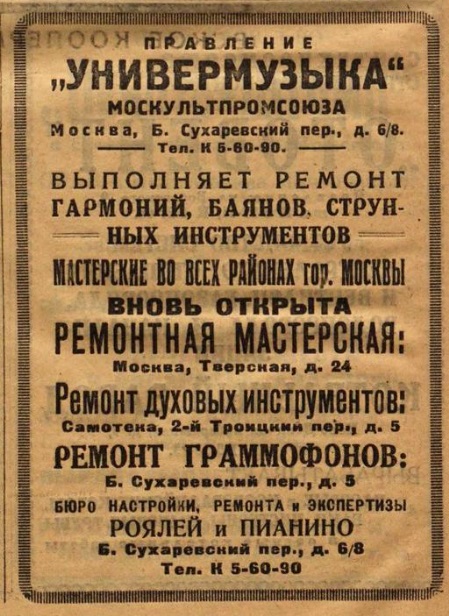 ПРАВЛЕНИЕ
„УНИВЕРМУЗЫКА“
МОСКУЛЬТПРОМСОЮЗА
Москва, Б. Сухаревский пер., д. 6/8.
Тел. К 5-60-90.
ВЫПОЛНЯЕТ РЕМОНТ
ГАРМОНИЙ, БАЯНОВ, СТРУН-
НЫХ ИНСТРУМЕНТОВ
МАСТЕРСКИЕ ВО ВСЕХ РАЙОНАХ гор. МОСКВЫ
ВНОВЬ ОТКРЫТА
РЕМОНТНАЯ МАСТЕРСКАЯ:
Москва, Тверская, д. 24
Ремонт духовых инструментов:
Самотека, 2-й Троицкий пер., д. 5
РЕМОНТ ГРАММОФОНОВ:
Б. Сухаревский пер., д. 5
БЮРО НАСТРОЙКИ, РЕМОНТА и ЭКСПЕРТИЗЫ
РОЯЛЕЙ и ПИАНИНО
Б. Сухаревский пер., д. 6/8
Тел. К 5-60-90